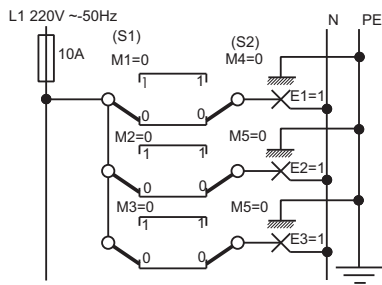 L1 220V ~-50Hz
N PE
10A
(S1) (S2)
M1=0 M4=0
1 1
E1=1
0 0
M2=0 M5=0
1 1
E2=1
0 0
M3=0 M5=0
1 1
E3=1
0 0